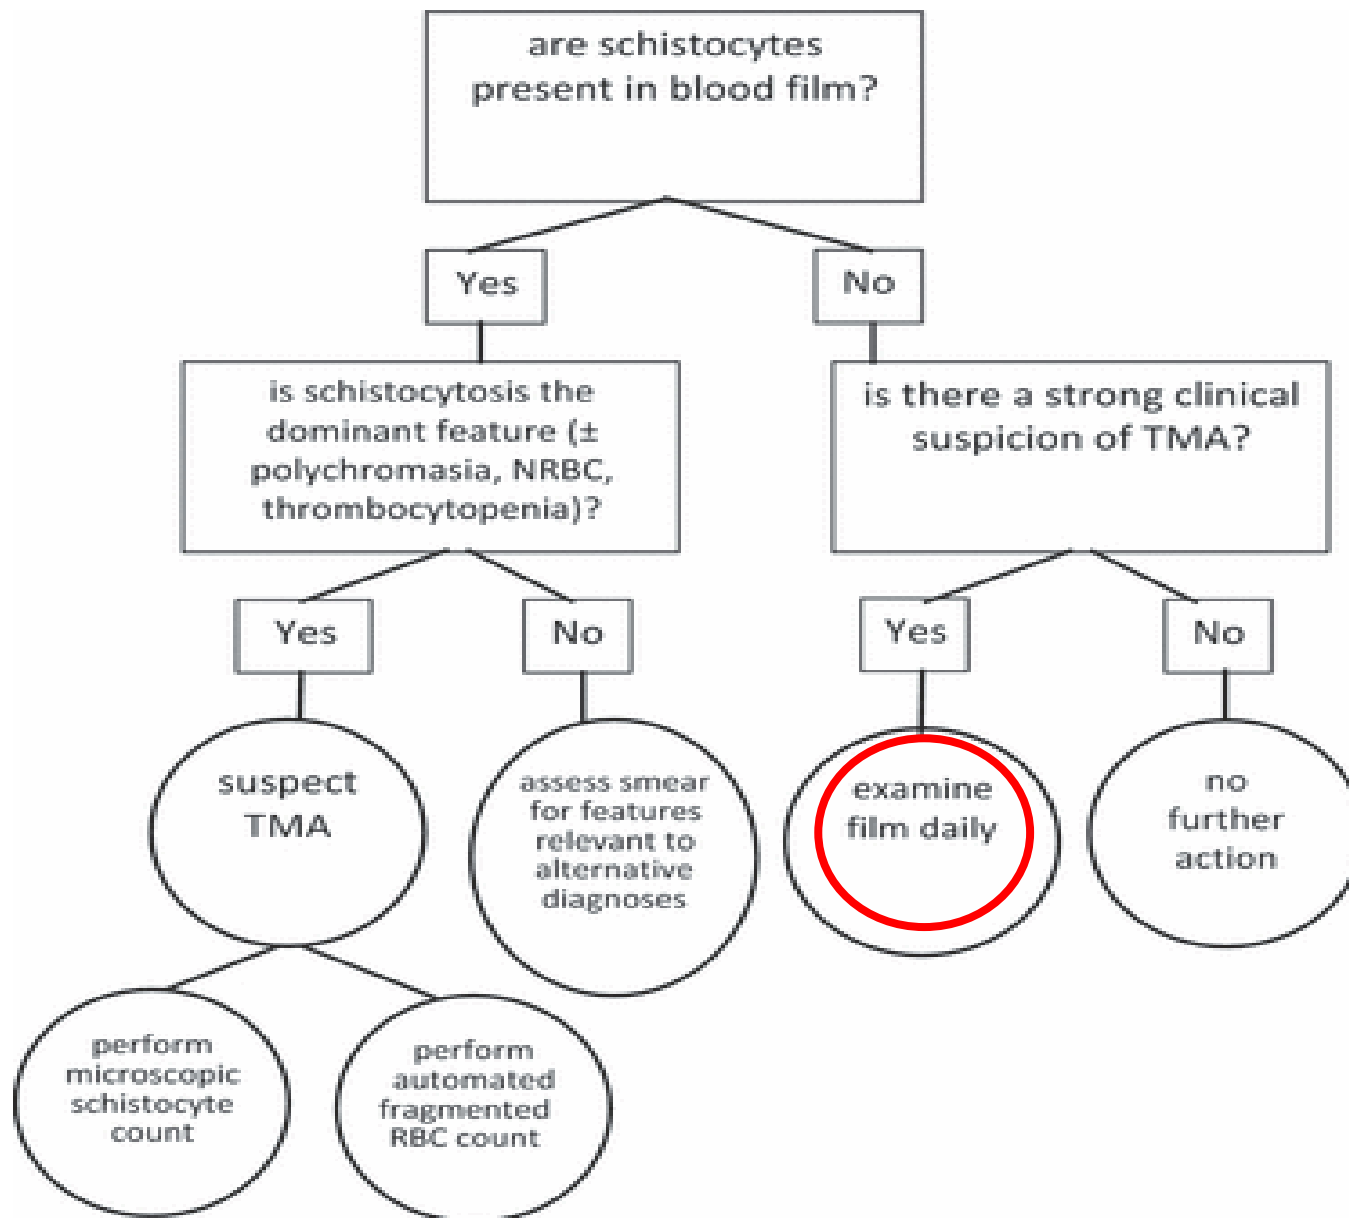 are schistocytes
present in blood film?
Yes
No
is schistocytosis the
dominant feature (±
polychromasia, NRBC,
thrombocytopenia)?
is there a strong clinical
suspicion of TMA?
Yes
No
Yes
No
suspect
TMA
assess smear
for features
relevant to
alternative
diagnoses
examine
film daily
no
further
action
perform
microscopic
schistocyte
count
perform
automated
fragmented
RBC count